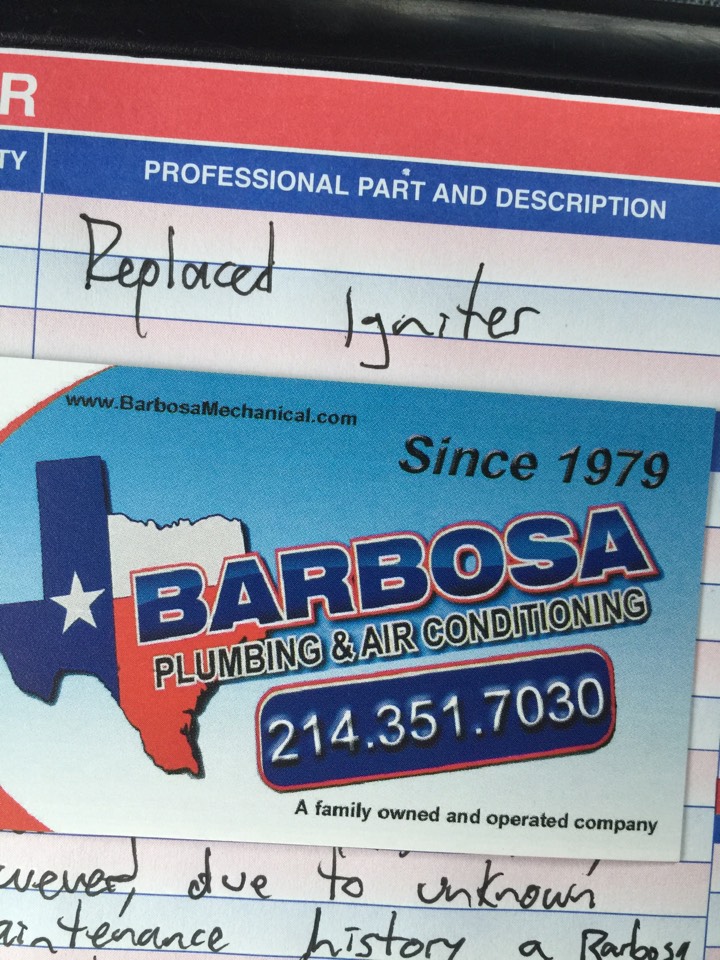 R
TY PROFESSIONAL PART AND DESCRIPTION
Replaced
Igniter
www.BarbosaMechanical.com
Since 1979
BARBOSA
PLUMBING & AIR CONDITIONING
214.351.7030
A family owned and operated company
wever, due to unknown
aintenance history a Barbosa